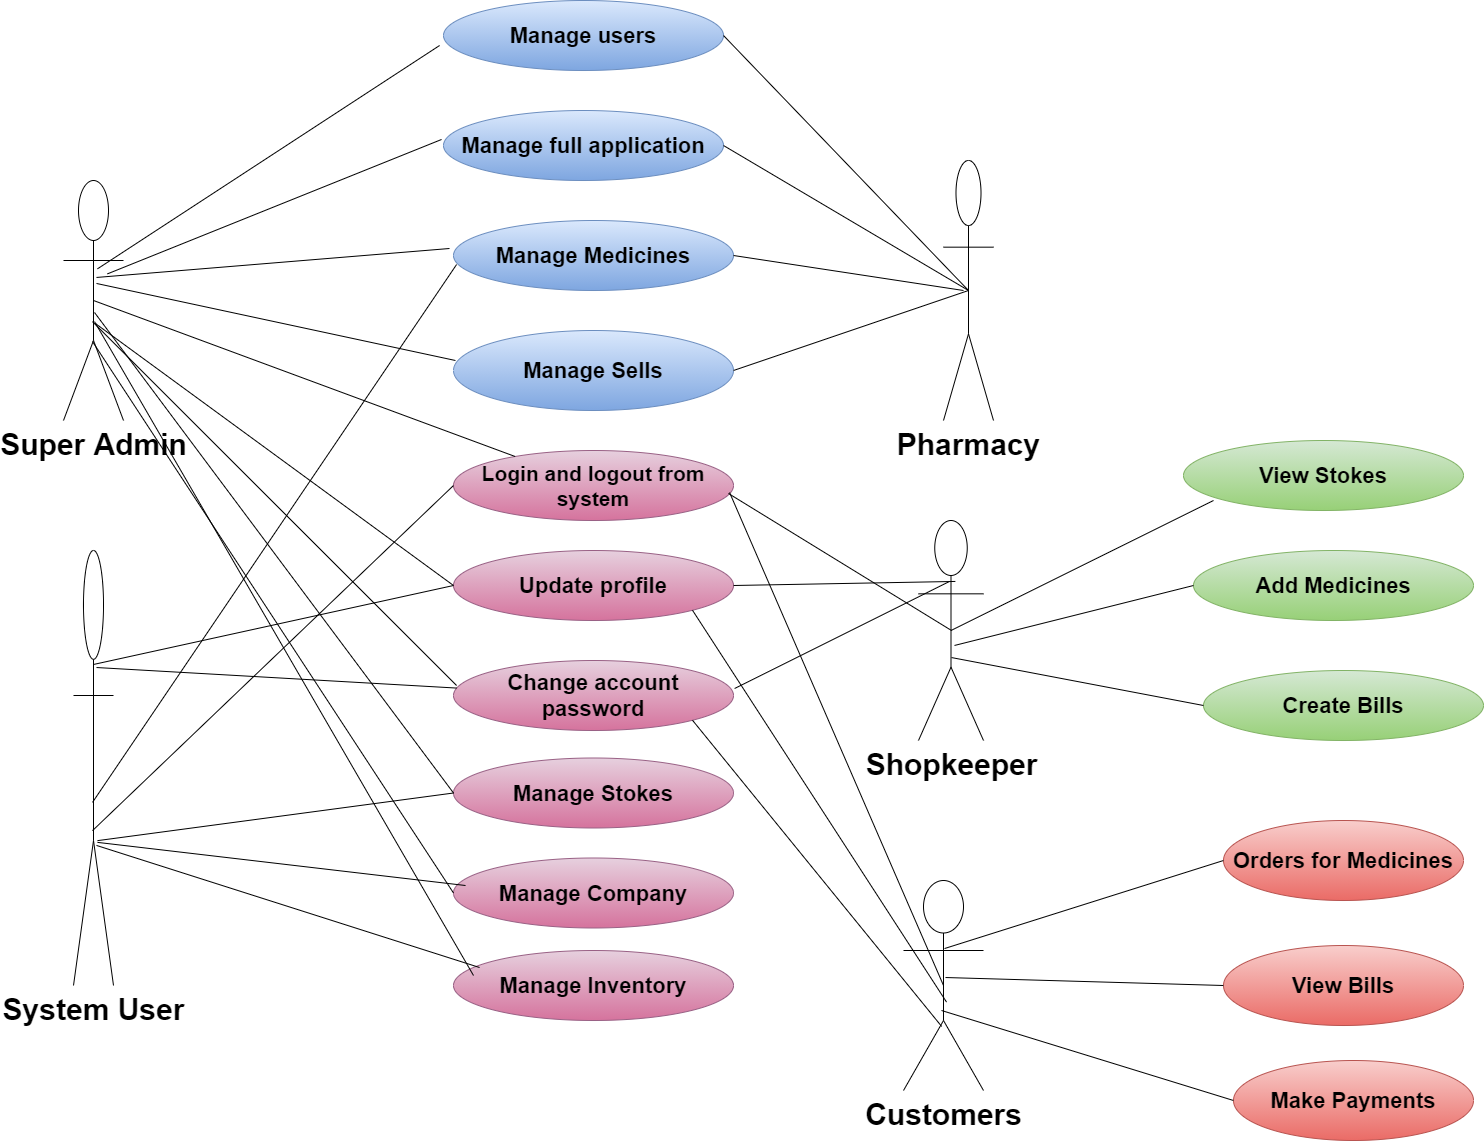 Manage users
Manage full application
Manage Medicines
Manage Sells
Super Admin
Pharmacy
Login and logout from
system
View Stokes
Update profile
Add Medicines
Change account
password
Create Bills
Shopkeeper
Manage Stokes
Orders for Medicines
Manage Company
Manage Inventory
View Bills
System User
Make Payments
Customers